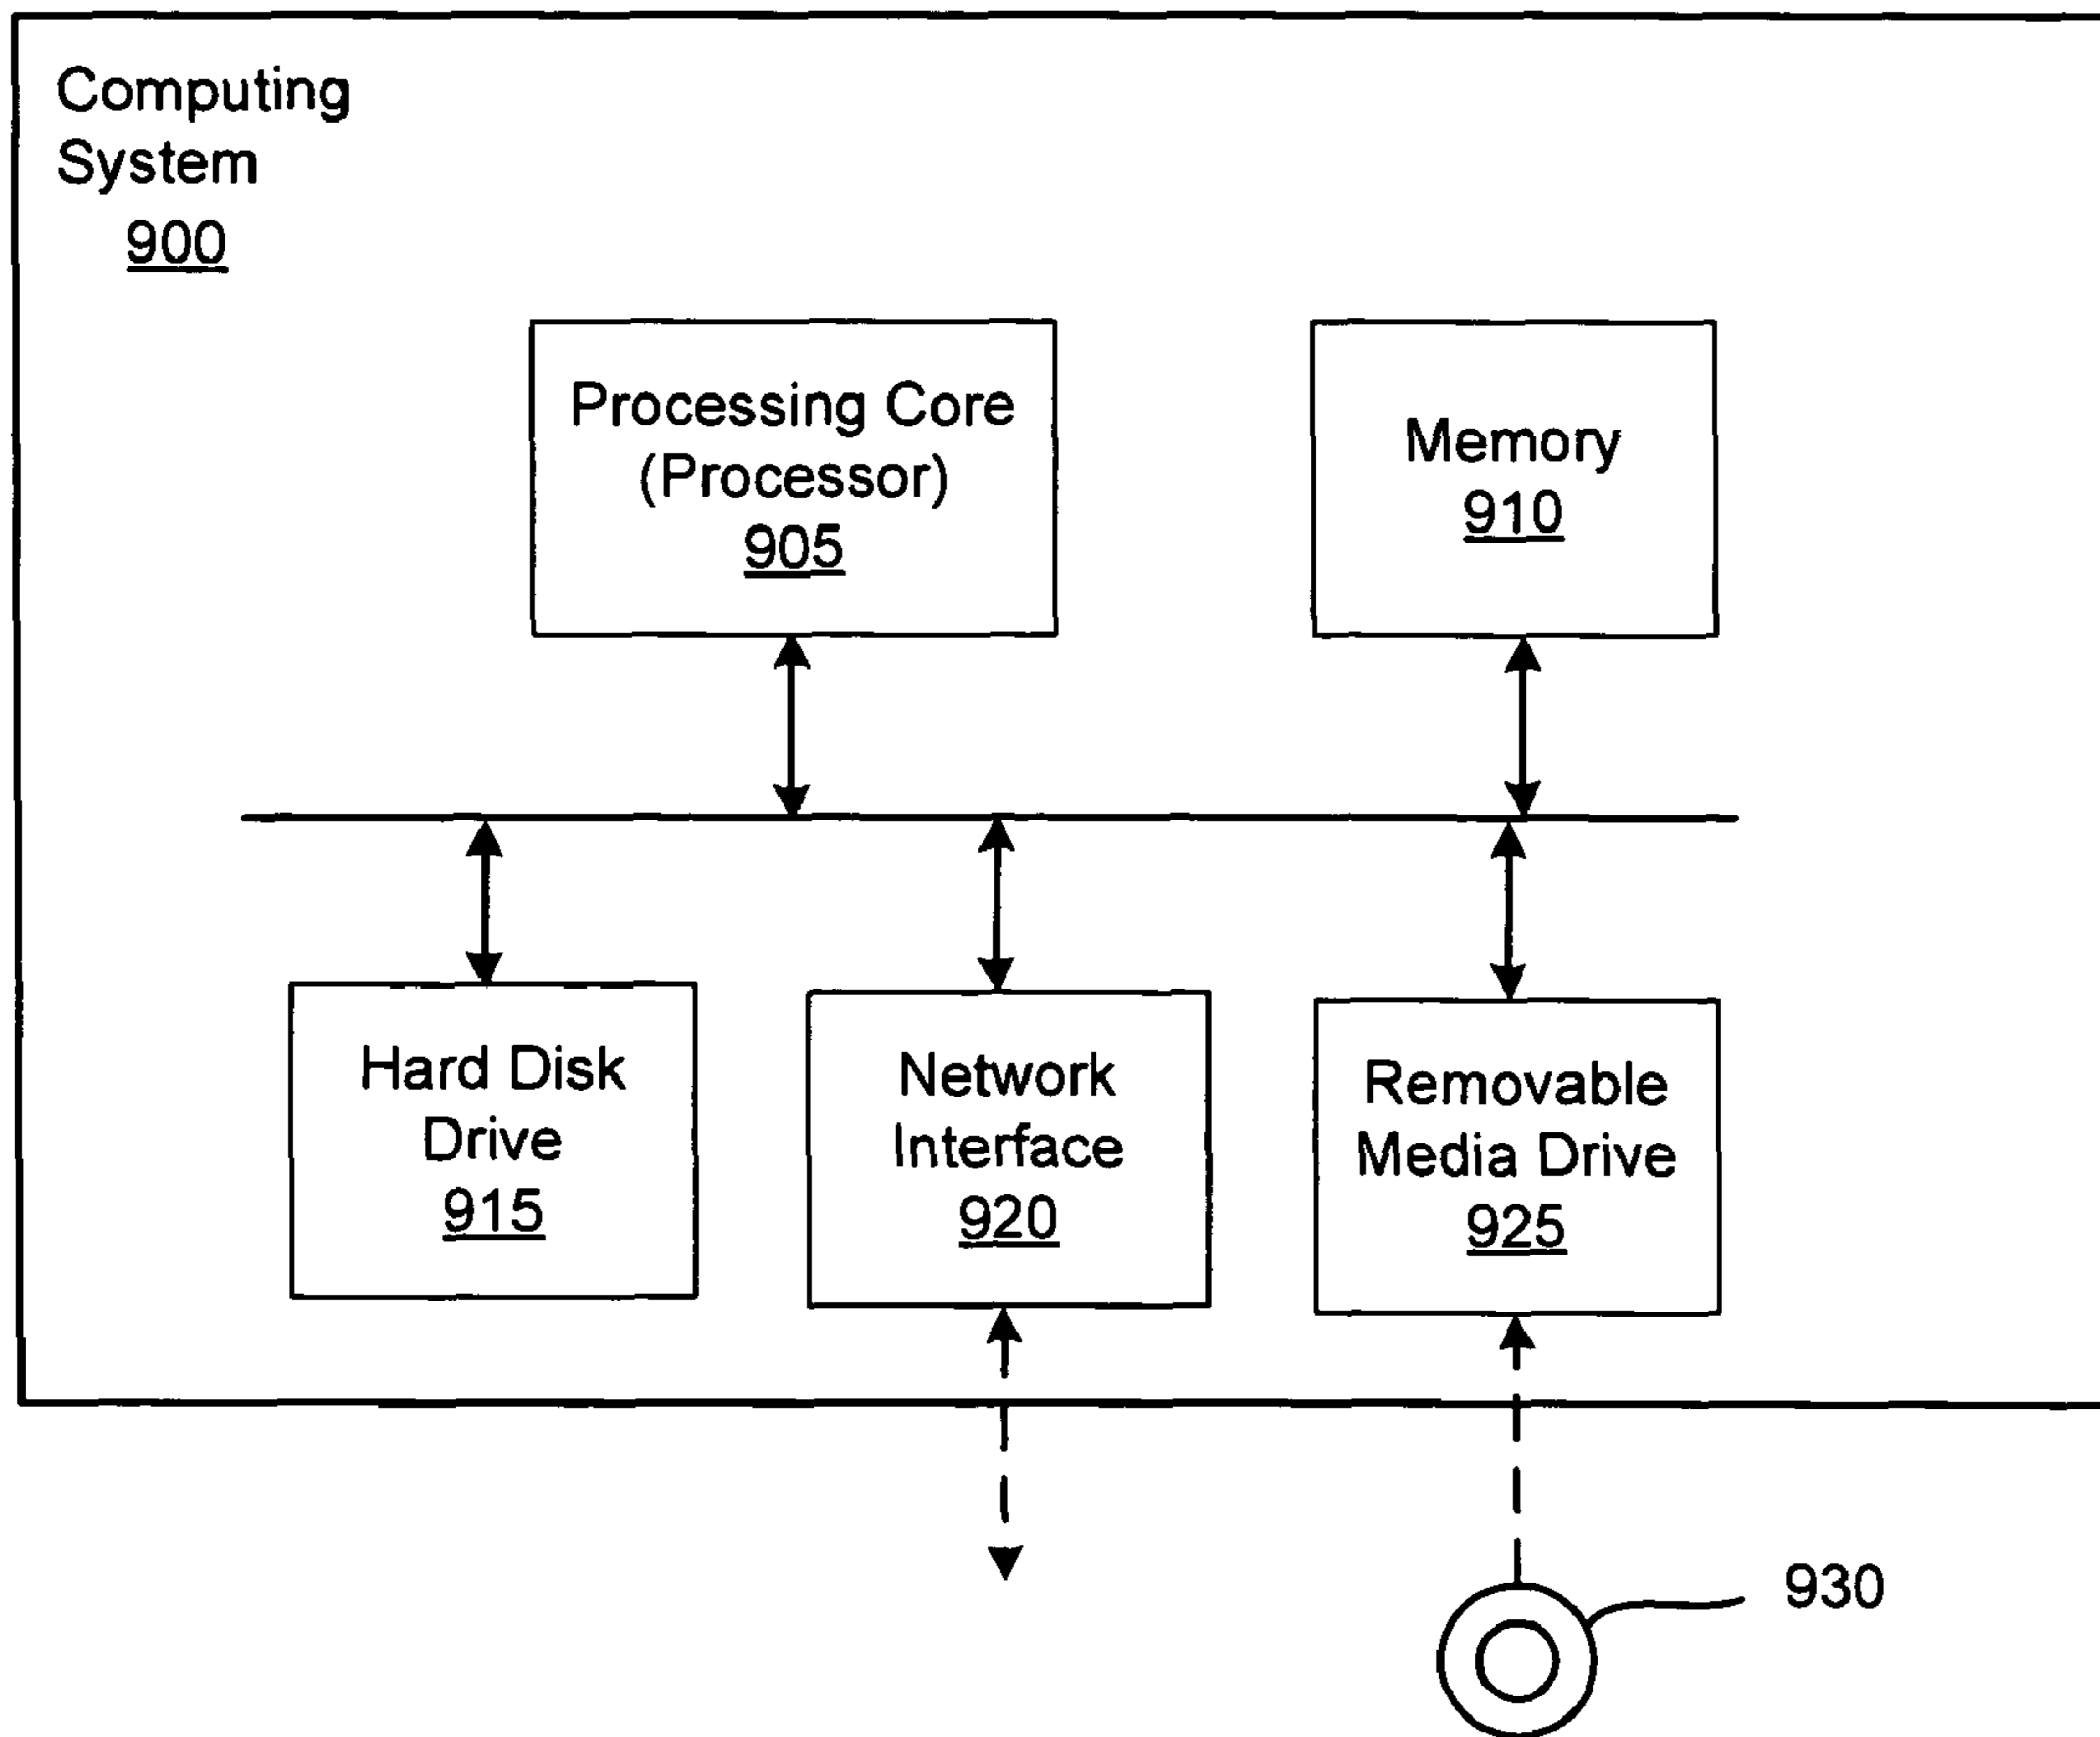 Computing
System
900
Processing Core
(Processor)
905
Memory
910
Hard Disk
Drive
915
Network
Interface
920
Removable
Media Drive
925
930